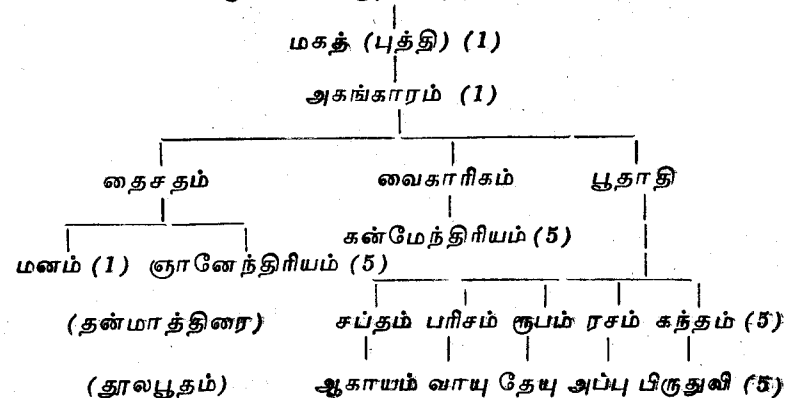 மகத் (புத்தி) (1)
அகங்காரம் (1)
தைசதம் வைகாரிகம் பூதாதி
கன்மேந்திரியம் (5)
மனம் (1) ஞானேந்திரியம் (5)
(தன்மாத்திரை) சப்தம் பரிசம் ரூபம் ரசம் கந்தம் (5)
(தூலபூதம்) ஆகாயம் வாயு தேயு அப்பு பிருதுவி (5)